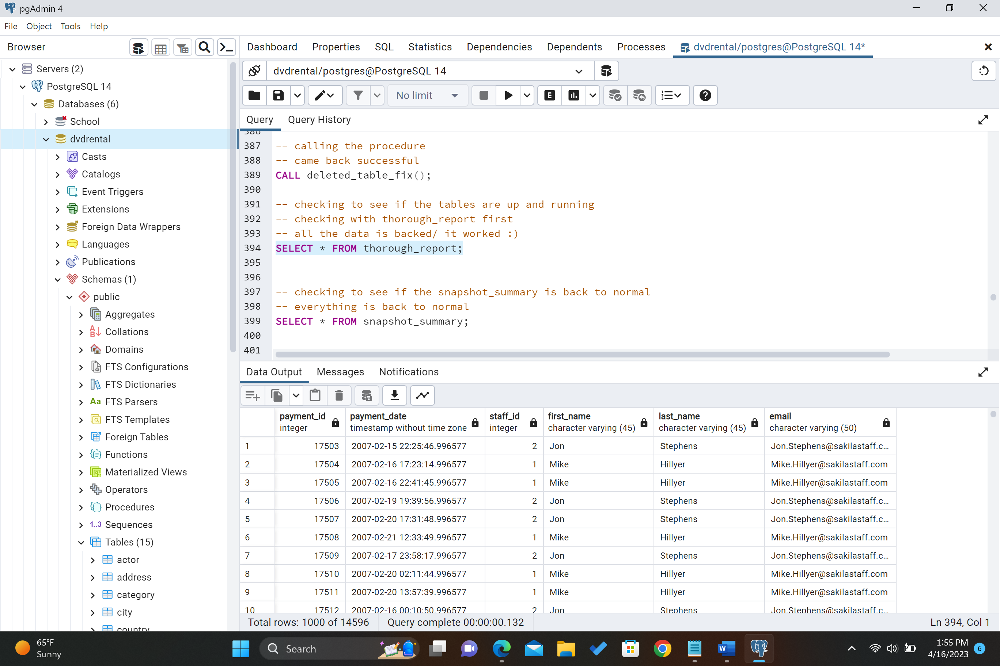 pgAdmin 4
File Object Tools Help
Browser
Dashboard Properties SQL Statistics Dependencies Dependents Processes dvdrental/postgres@PostgreSQL 14*
Servers (2)
PostgreSQL 14
Databases (6)
School
dvdrental
Casts
Catalogs
Event Triggers
Extensions
Foreign Data Wrappers
Languages
Publications
Schemas (1)
public
Aggregates
Collations
Domains
FTS Configurations
FTS Dictionaries
Aa FTS Parsers
FTS Templates
Foreign Tables
Functions
Materialized Views
Operators
Procedures
1..3 Sequences
Tables (15)
actor
address
category
city
country
dvdrental/postgres@PostgreSQL 14
No limit
E
Query Query History
386
387 -- calling the procedure
388 -- came back successful
389 CALL deleted_table_fix();
390
391 -- checking to see if the tables are up and running
392 -- checking with thorough_report first
393 -- all the data is backed/ it worked :)
394 SELECT * FROM thorough_report;
395
396
397 -- checking to see if the snapshot_summary is back to normal
398 -- everything is back to normal
399 SELECT * FROM snapshot_summary;
400
401
Data Output Messages Notifications
payment_id payment_date staff_id first_name last_name email
integer timestamp without time zone integer character varying (45) character varying (45) character varying (50)
1 17503 2007-02-15 22:25:46.996577 2 Jon Stephens Jon.Stephens@sakilastaff.c...
2 17504 2007-02-16 17:23:14.996577 1 Mike Hillyer Mike.Hillyer@sakilastaff.com
3 17505 2007-02-16 22:41:45.996577 1 Mike Hillyer Mike.Hillyer@sakilastaff.com
4 17506 2007-02-19 19:39:56.996577 2 Jon Stephens Jon.Stephens@sakilastaff.c...
5 17507 2007-02-20 17:31:48.996577 2 Jon Stephens Jon.Stephens@sakilastaff.c...
6 17508 2007-02-21 12:33:49.996577 1 Mike Hillyer Mike.Hillyer@sakilastaff.com
7 17509 2007-02-17 23:58:17.996577 2 Jon Stephens Jon.Stephens@sakilastaff.c...
8 17510 2007-02-20 02:11:44.996577 1 Mike Hillyer Mike.Hillyer@sakilastaff.com
9 17511 2007-02-20 13:57:39.996577 1 Mike Hillyer Mike.Hillyer@sakilastaff.com
10 17512 2007-02-16 00:10:50.996577 2 Jon Stephens Jon.Stephens@sakilastaff.c...
Total rows: 1000 of 14596 Query complete 00:00:00.132 Ln 394, Col 1
65°F
Sunny
Search
W
1:55 PM
4/16/2023
6